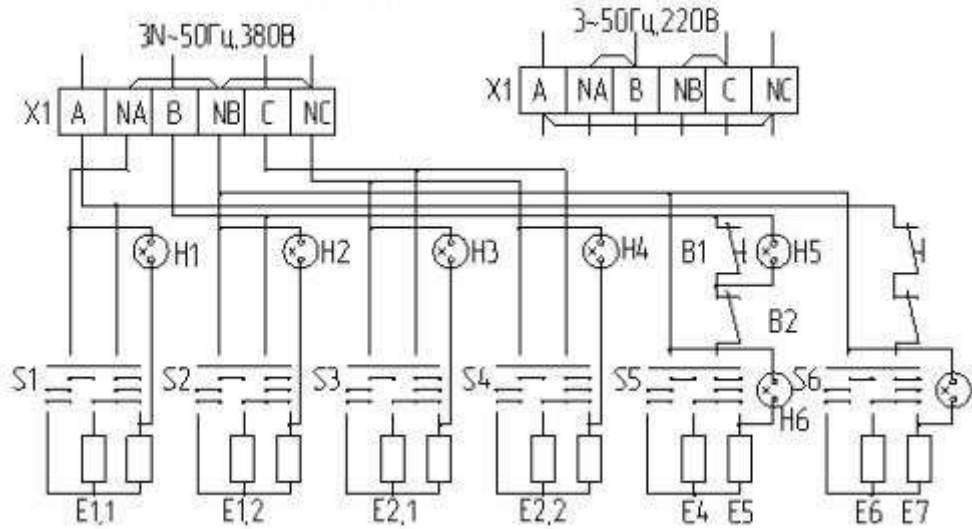 3N~50Гц,380В
3~50Гц,220В
X1 A NA B NB C NC
X1 A NA B NB C NC
H1 H2 H3 H4 B1 H5
B2
S1 S2 S3 S4 S5 S6
H6
E1,1 E1,2 E2,1 E2,2 E4 E5 E6 E7